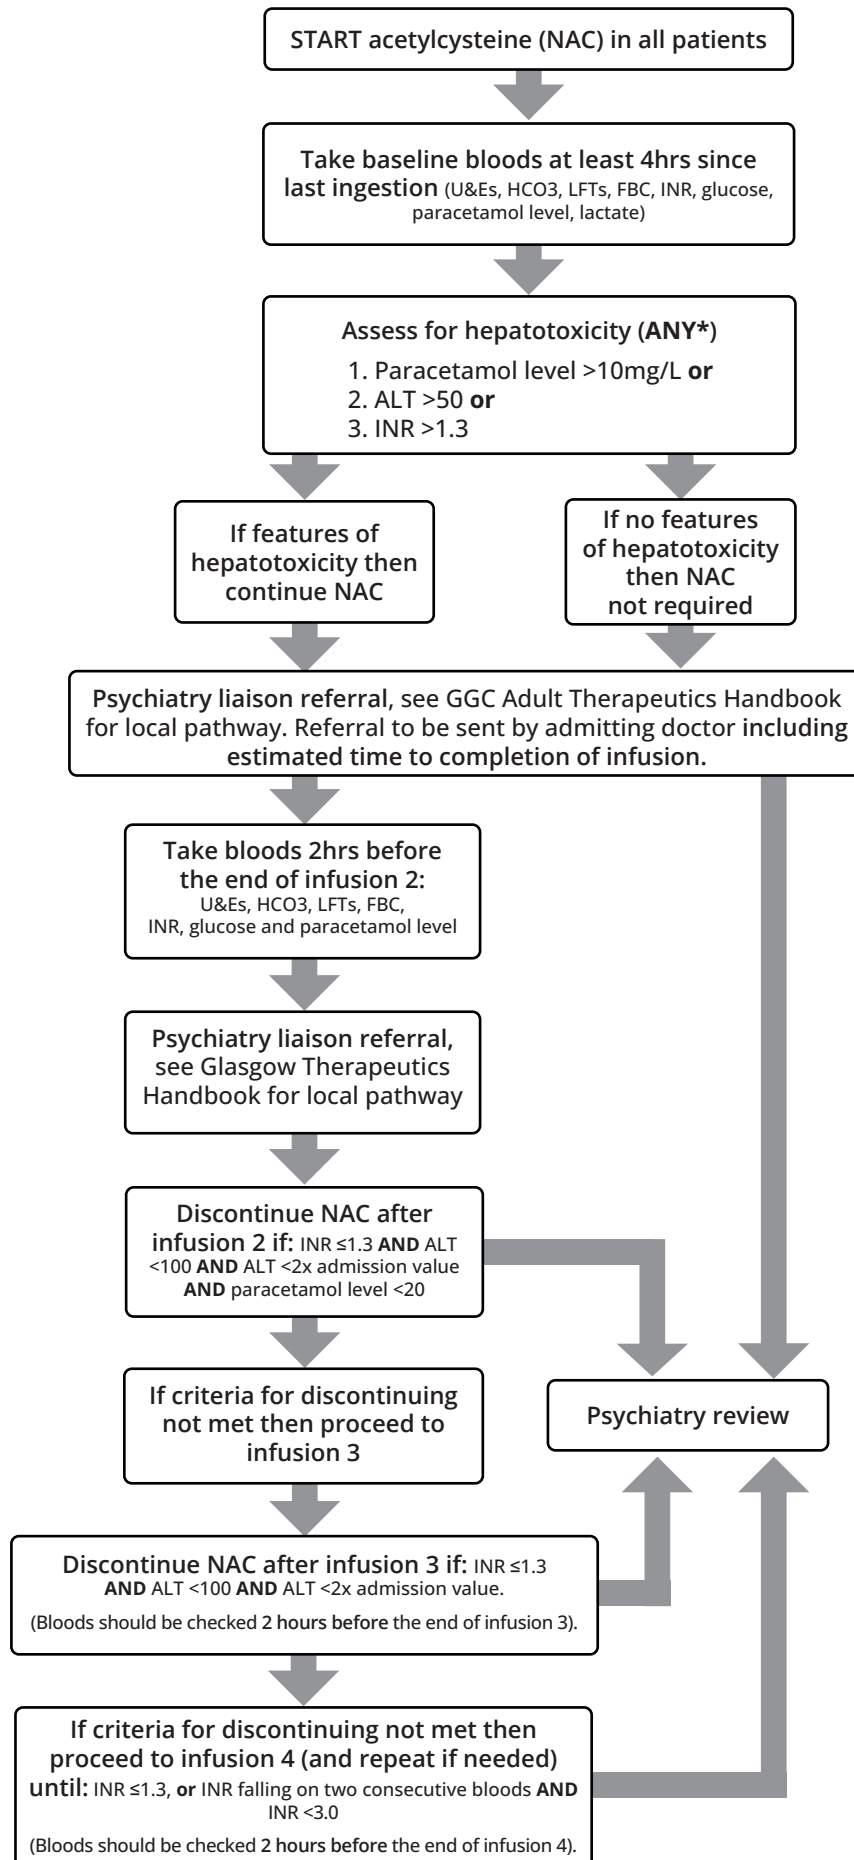 START acetylcysteine (NAC) in all patients
Take baseline bloods at least 4hrs since
last ingestion (U&Es, HCO3, LFTs, FBC, INR, glucose,
paracetamol level, lactate)
Assess for hepatotoxicity (ANY*)
1. Paracetamol level >10mg/L or
2. ALT >50 or
3. INR >1.3
If features of
hepatotoxicity then
continue NAC
If no features
of hepatotoxicity
then NAC
not required
Psychiatry liaison referral, see GGC Adult Therapeutics Handbook
for local pathway. Referral to be sent by admitting doctor including
estimated time to completion of infusion.
Take bloods 2hrs before
the end of infusion 2:
U&Es, HCO3, LFTs, FBC,
INR, glucose and paracetamol level
Psychiatry liaison referral,
see Glasgow Therapeutics
Handbook for local pathway
Discontinue NAC after
infusion 2 if: INR ≤1.3 AND ALT
<100 AND ALT <2x admission value
AND paracetamol level <20
If criteria for discontinuing
not met then proceed to
infusion 3
Psychiatry review
Discontinue NAC after infusion 3 if: INR ≤1.3
AND ALT <100 AND ALT <2x admission value.
(Bloods should be checked 2 hours before the end of infusion 3).
If criteria for discontinuing not met then
proceed to infusion 4 (and repeat if needed)
until: INR ≤1.3, or INR falling on two consecutive bloods AND
INR <3.0
(Bloods should be checked 2 hours before the end of infusion 4).